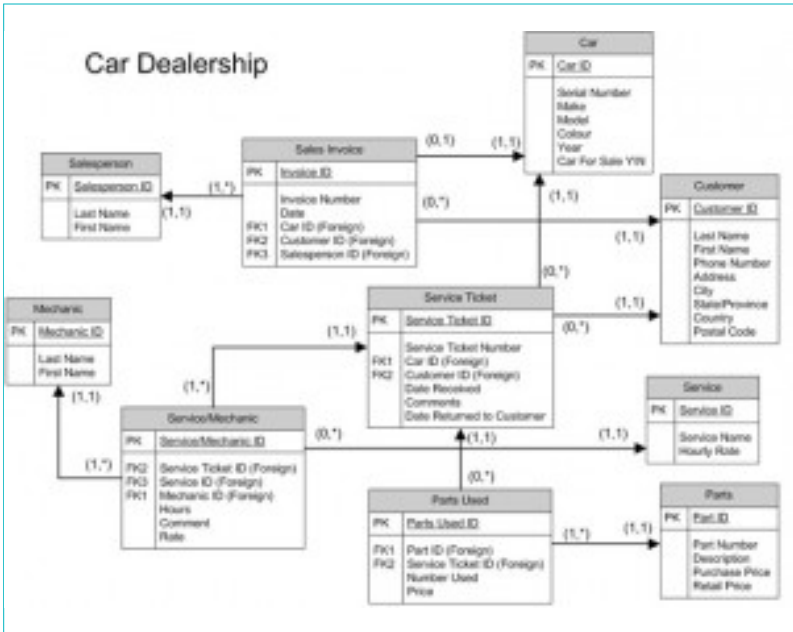 Car Dealership
Car
PK Car ID
Serial Number
Make
Model
Colour
Year
Car For Sale Y/N
Sales Invoice
PK Invoice ID
Invoice Number
Date
FK1 Car ID (Foreign)
FK2 Customer ID (Foreign)
FK3 Salesperson ID (Foreign)
(0,1)
(1,1)
Salesperson
PK Salesperson ID
Last Name
First Name
(1,*)
(1,1)
(0,*)
(1,1)
(1,1)
(0,*)
Customer
PK Customer ID
Last Name
First Name
Phone Number
Address
City
State/Province
Country
Postal Code
Service Ticket
PK Service Ticket ID
Service Ticket Number
FK1 Car ID (Foreign)
FK2 Customer ID (Foreign)
Date Received
Comments
Date Returned to Customer
(1,1)
(0,*)
Mechanic
PK Mechanic ID
Last Name
First Name
(1,1)
(1,1)
(1,*)
(1,*)
Service/Mechanic
PK Service/Mechanic ID
FK2 Service Ticket ID (Foreign)
FK3 Service ID (Foreign)
FK1 Mechanic ID (Foreign)
Hours
Comment
Rate
(0,*)
(1,1)
(1,1)
(0,*)
Service
PK Service ID
Service Name
Hourly Rate
Parts Used
PK Parts Used ID
FK1 Part ID (Foreign)
FK2 Service Ticket ID (Foreign)
Number Used
Price
(1,*)
(1,1)
Parts
PK Part ID
Part Number
Description
Purchase Price
Retail Price